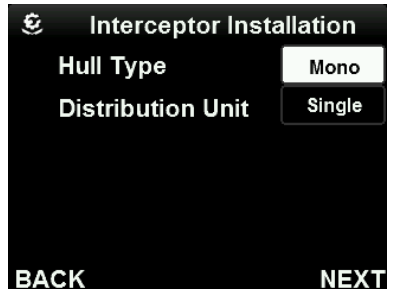 Interceptor Installation
Hull Type Mono
Distribution Unit Single
BACK NEXT